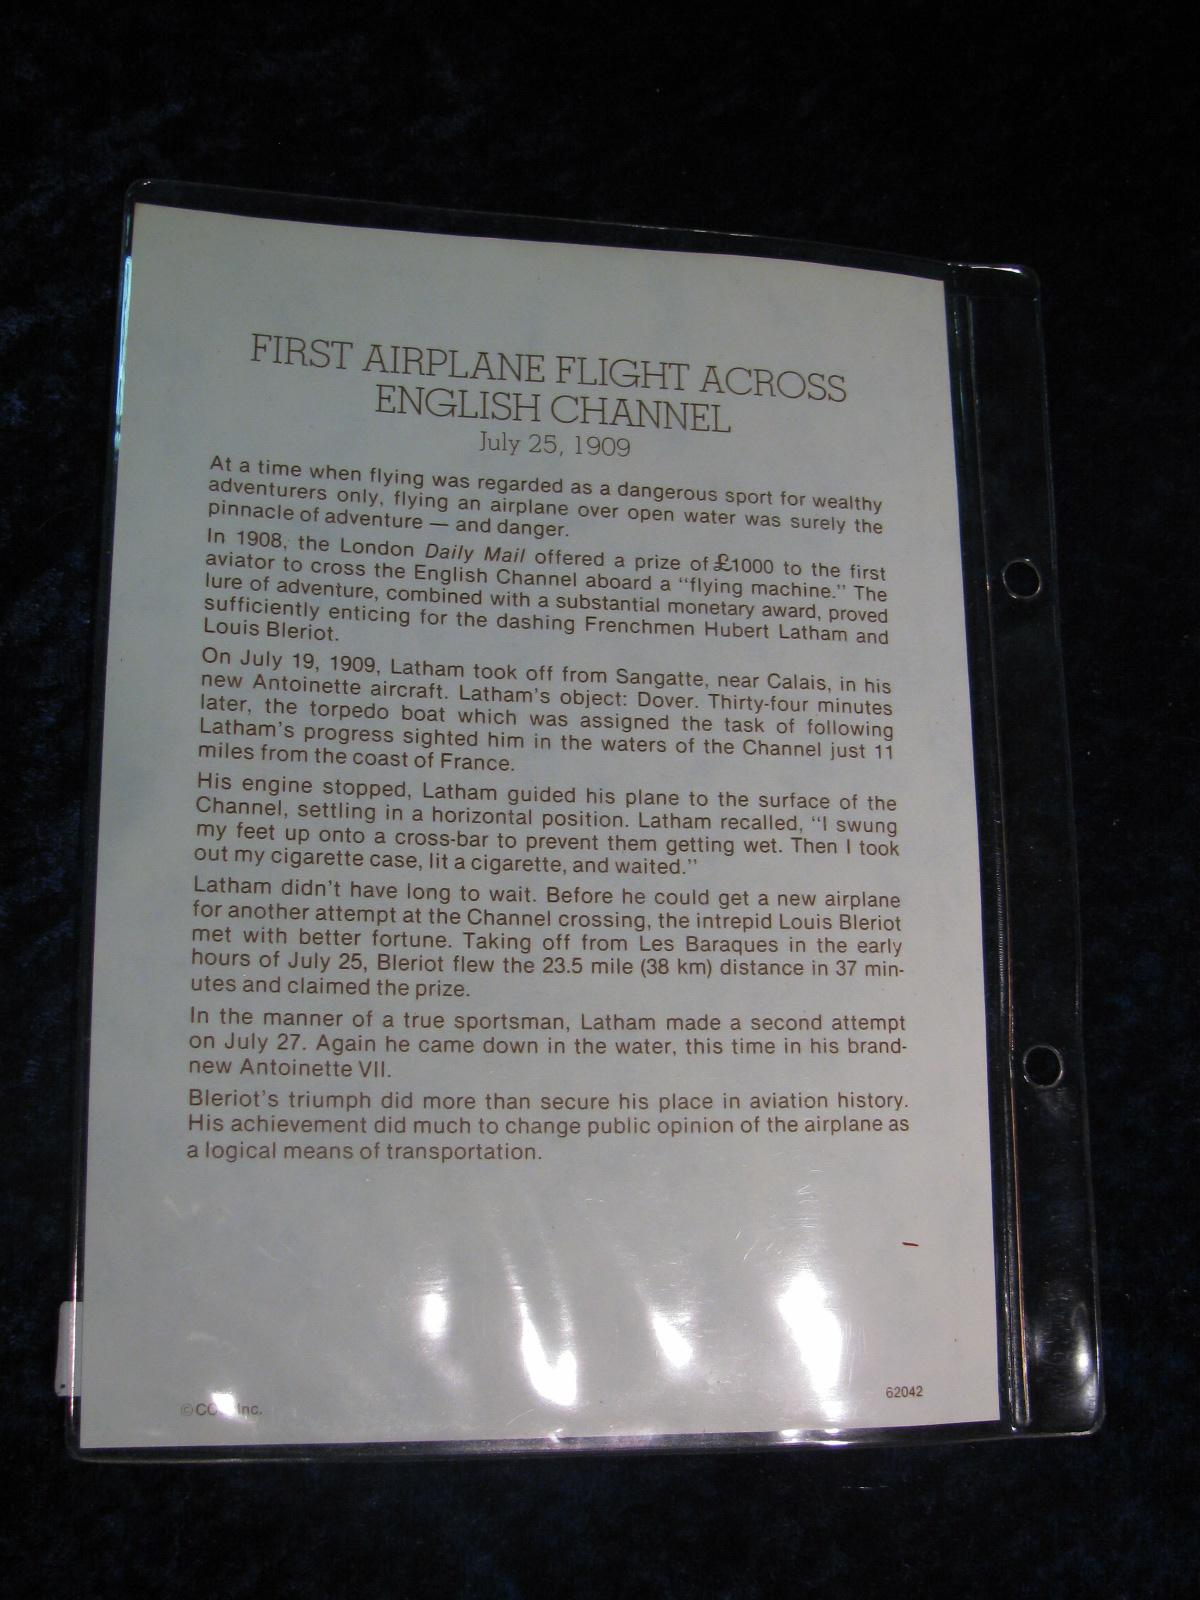 FIRST AIRPLANE FLIGHT ACROSS
ENGLISH CHANNEL
July 25, 1909
At a time when flying was regarded as a dangerous sport for wealthy
adventurers only, flying an airplane over open water was surely the
pinnacle of adventure — and danger.
In 1908, the London Daily Mail offered a prize of £1000 to the first
aviator to cross the English Channel aboard a “flying machine.” The
lure of adventure, combined with a substantial monetary award, proved
sufficiently enticing for the dashing Frenchmen Hubert Latham and
Louis Bleriot.
On July 19, 1909, Latham took off from Sangatte, near Calais, in his
new Antoinette aircraft. Latham’s object: Dover. Thirty-four minutes
later, the torpedo boat which was assigned the task of following
Latham’s progress sighted him in the waters of the Channel just 11
miles from the coast of France.
His engine stopped, Latham guided his plane to the surface of the
Channel, settling in a horizontal position. Latham recalled, “I swung
my feet up onto a cross-bar to prevent them getting wet. Then I took
out my cigarette case, lit a cigarette, and waited.”
Latham didn’t have long to wait. Before he could get a new airplane
for another attempt at the Channel crossing, the intrepid Louis Bleriot
met with better fortune. Taking off from Les Baraques in the early
hours of July 25, Bleriot flew the 23.5 mile (38 km) distance in 37 min-
utes and claimed the prize.
In the manner of a true sportsman, Latham made a second attempt
on July 27. Again he came down in the water, this time in his brand-
new Antoinette VII.
Bleriot’s triumph did more than secure his place in aviation history.
His achievement did much to change public opinion of the airplane as
a logical means of transportation.
62042
© Inc.